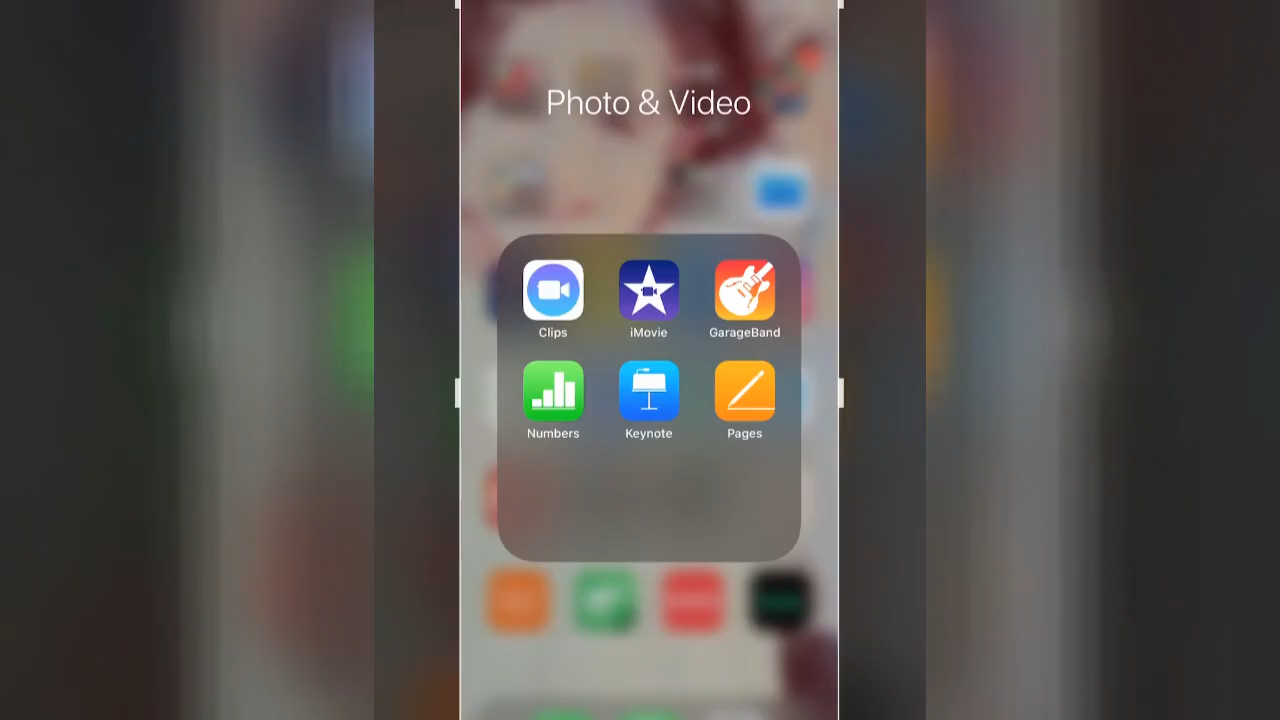 Photo & Video
Clips
iMovie
GarageBand
Numbers
Keynote
Pages